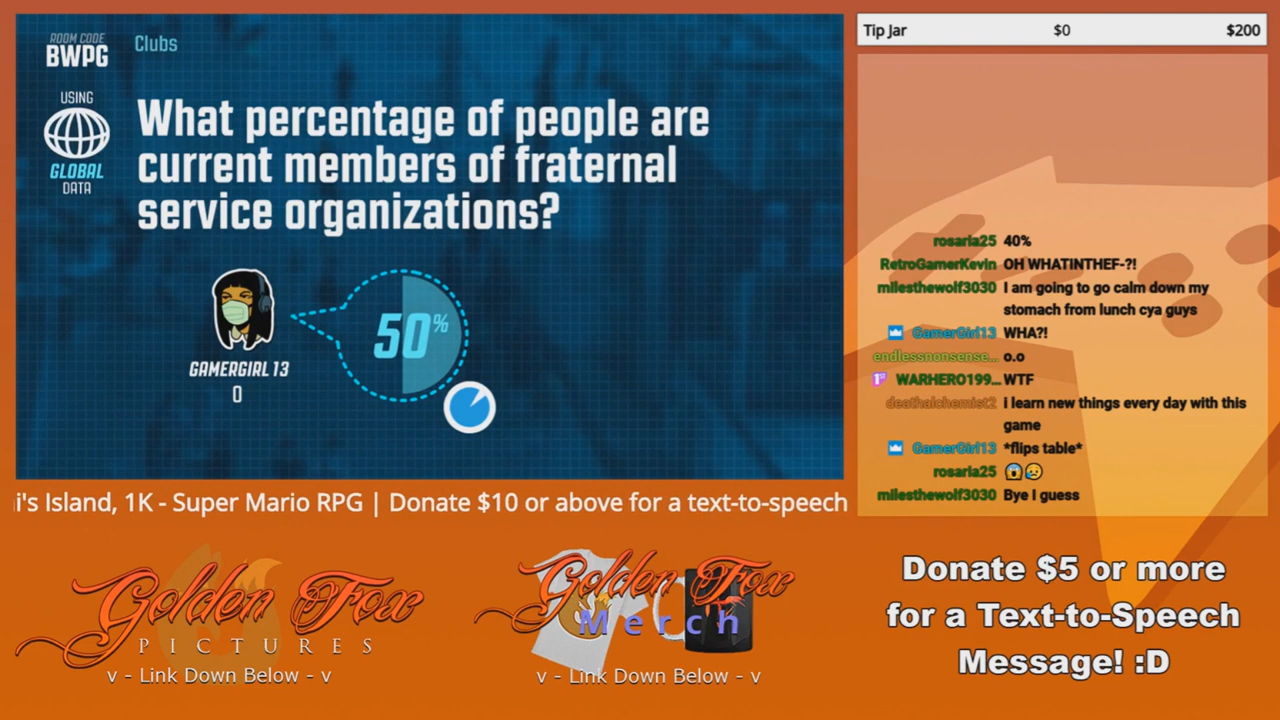 ROOM CODE
BWPG
Clubs
USING
GLOBAL
DATA
What percentage of people are
current members of fraternal
service organizations?
50%
GAMERGIRL 13
0
i's Island, 1K - Super Mario RPG | Donate $10 or above for a text-to-speech
Tip Jar $0 $200
rosaria25 40%
RetroGamerKevin OH WHATINTHEF-?!
milesthewolf3030 I am going to go calm down my
stomach from lunch cya guys
GamerGirl13 WHA?!
endlessnonsense... o.o
WARHERO199... WTF
deathalchemist2 i learn new things every day with this
game
GamerGirl13 *flips table*
rosaria25 😱😥
milesthewolf3030 Bye I guess
Golden Fox
PICTURES
v - Link Down Below - v
Golden Fox
Merch
v - Link Down Below - v
Donate $5 or more
for a Text-to-Speech
Message! :D